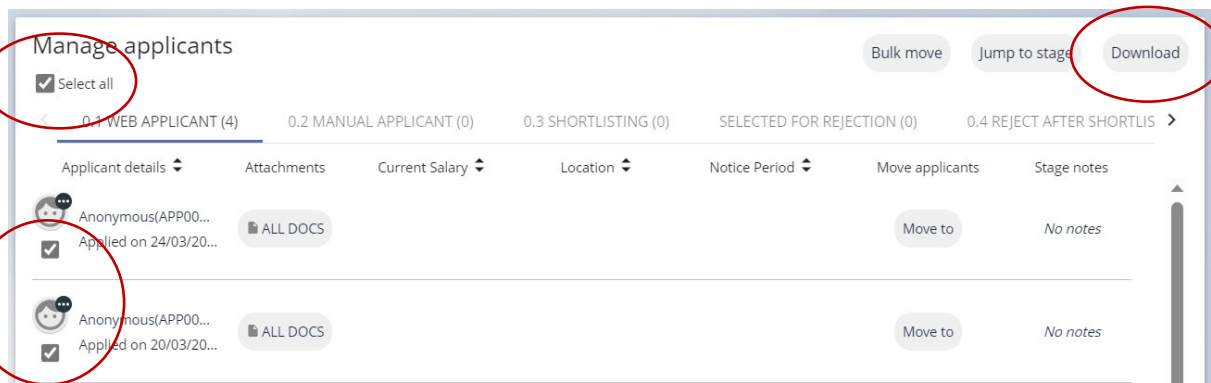 Manage applicants
Bulk move Jump to stage Download
Select all
0.1 WEB APPLICANT (4) 0.2 MANUAL APPLICANT (0) 0.3 SHORTLISTING (0) SELECTED FOR REJECTION (0) 0.4 REJECT AFTER SHORTLIS
Applicant details Attachments Current Salary Location Notice Period Move applicants Stage notes
Anonymous(APP00...
Applied on 24/03/20...
ALL DOCS Move to No notes
Anonymous(APP00...
Applied on 20/03/20...
ALL DOCS Move to No notes